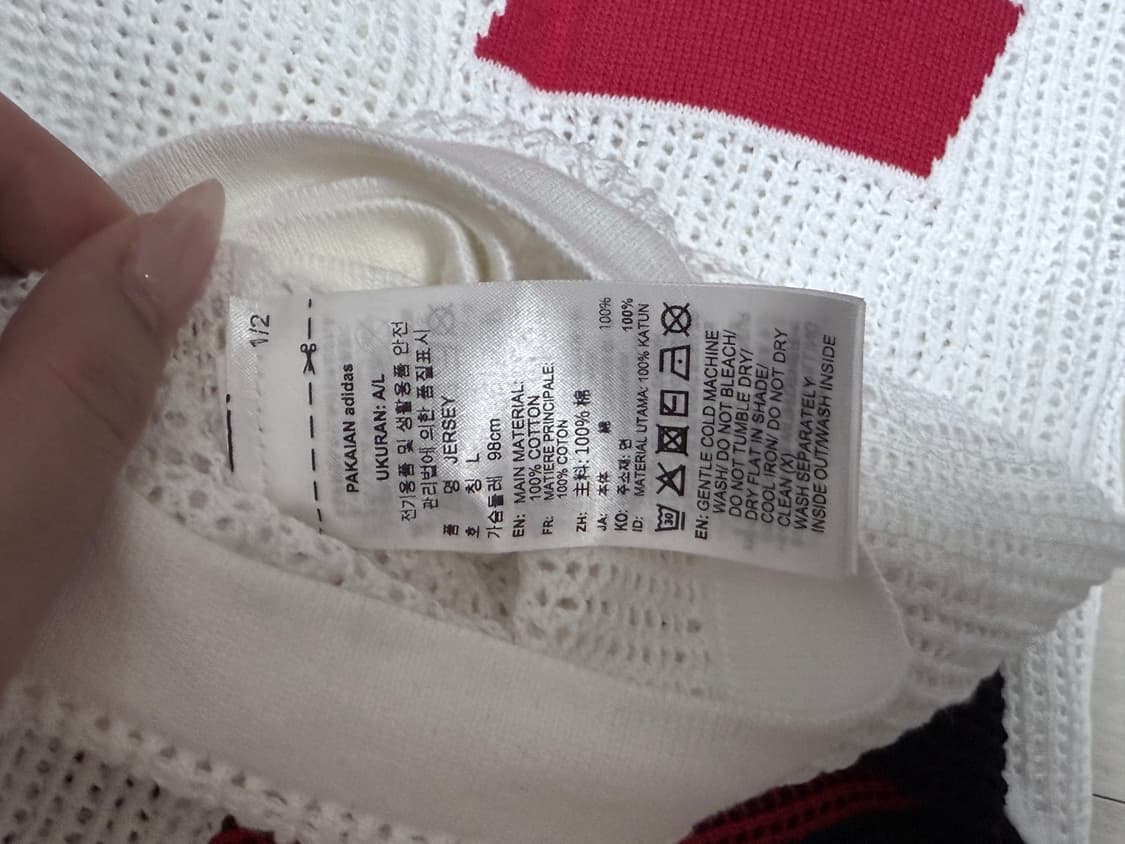 1/2
PAKAIAN adidas
UKURAN: A/L
전기용품 및 생활용품 안전
관리법에 의한 품질표시
품 명 JERSEY
호 칭 L
가슴둘레 98cm
EN: MAIN MATERIAL:
100% COTTON
FR: MATIERE PRINCIPALE:
100% COTON
ZH: 主料: 100% 棉
JA: 本体 綿 100%
KO: 주소재: 면 100%
ID: MATERIAL UTAMA: 100% KATUN
30
EN: GENTLE COLD MACHINE
WASH/ DO NOT BLEACH/
DO NOT TUMBLE DRY/
DRY FLAT IN SHADE/
COOL IRON/ DO NOT DRY
CLEAN (X)
WASH SEPARATELY
INSIDE OUT/WASH INSIDE